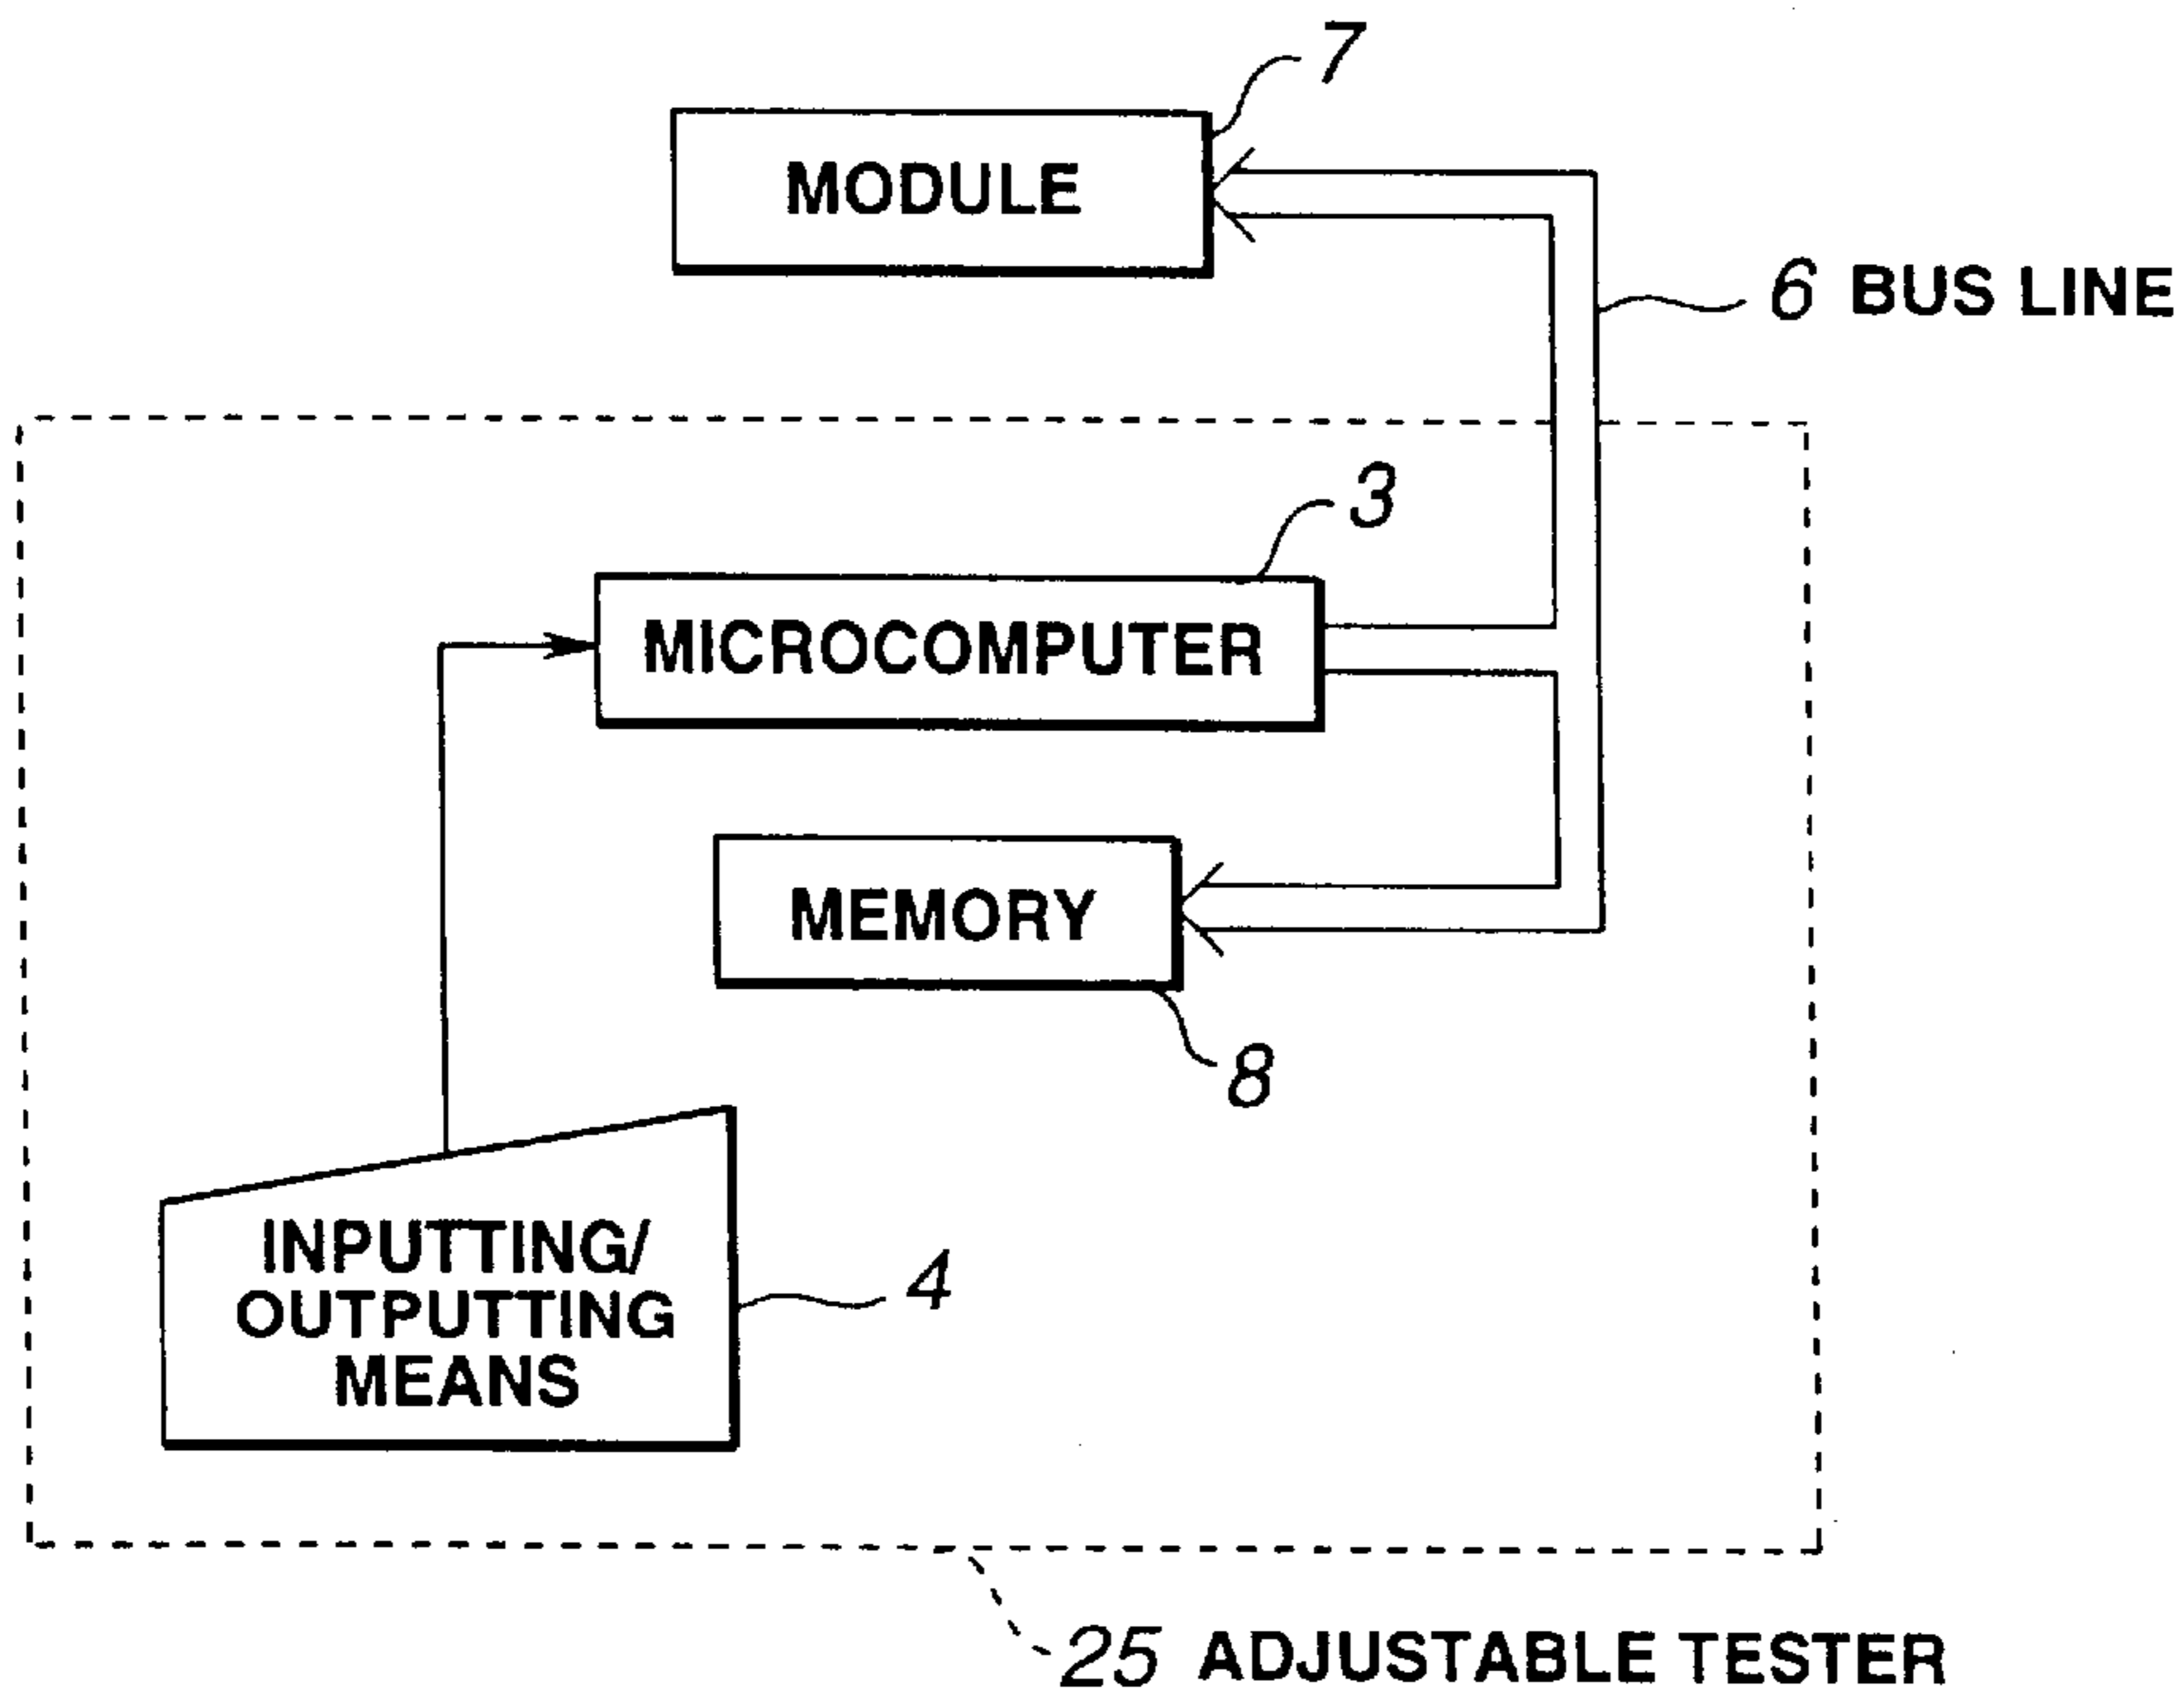 7
MODULE
6 BUS LINE
3
MICROCOMPUTER
MEMORY
8
INPUTTING/
OUTPUTTING
MEANS
4
25 ADJUSTABLE TESTER